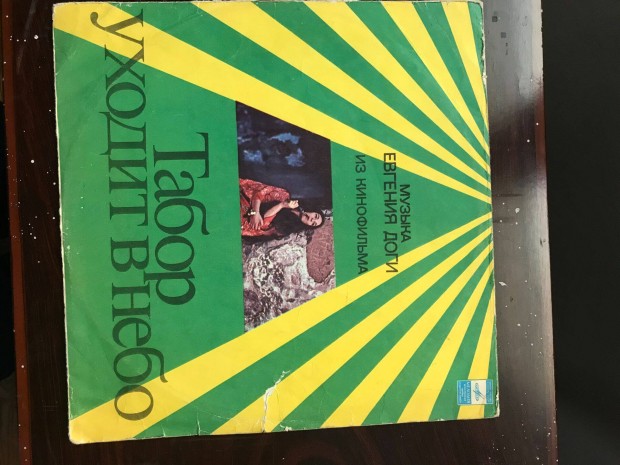 МУЗЫКА
ЕВГЕНИЯ ДОГИ
ИЗ КИНОФИЛЬМА
Табор
уходит в небо